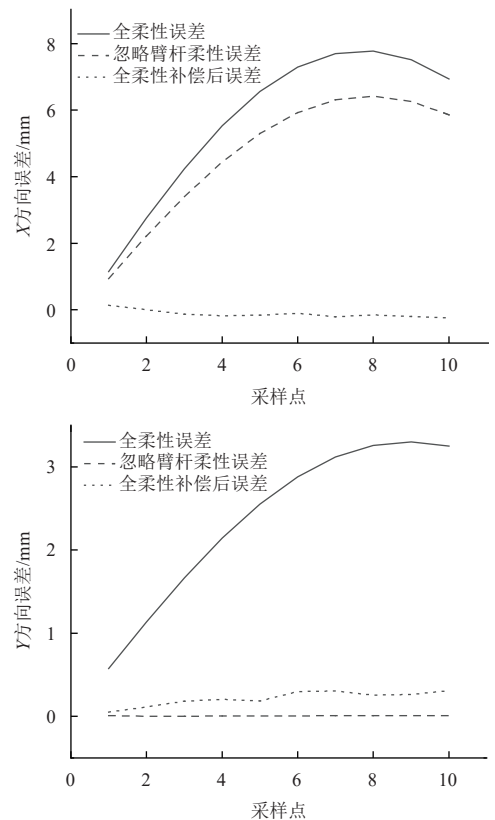 全柔性误差
忽略臂杆柔性误差
全柔性补偿后误差
8
6
4
2
0
X方向误差/mm
0 2 4 6 8 10
采样点
全柔性误差
忽略臂杆柔性误差
全柔性补偿后误差
3
2
1
0
Y方向误差/mm
0 2 4 6 8 10
采样点